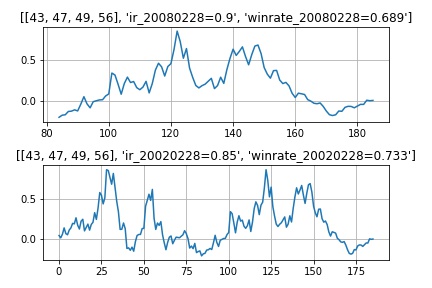 [[43, 47, 49, 56], 'ir_20080228=0.9', 'winrate_20080228=0.689']
0.5
0.0
80 100 120 140 160 180
[[43, 47, 49, 56], 'ir_20020228=0.85', 'winrate_20020228=0.733']
0.5
0.0
0 25 50 75 100 125 150 175